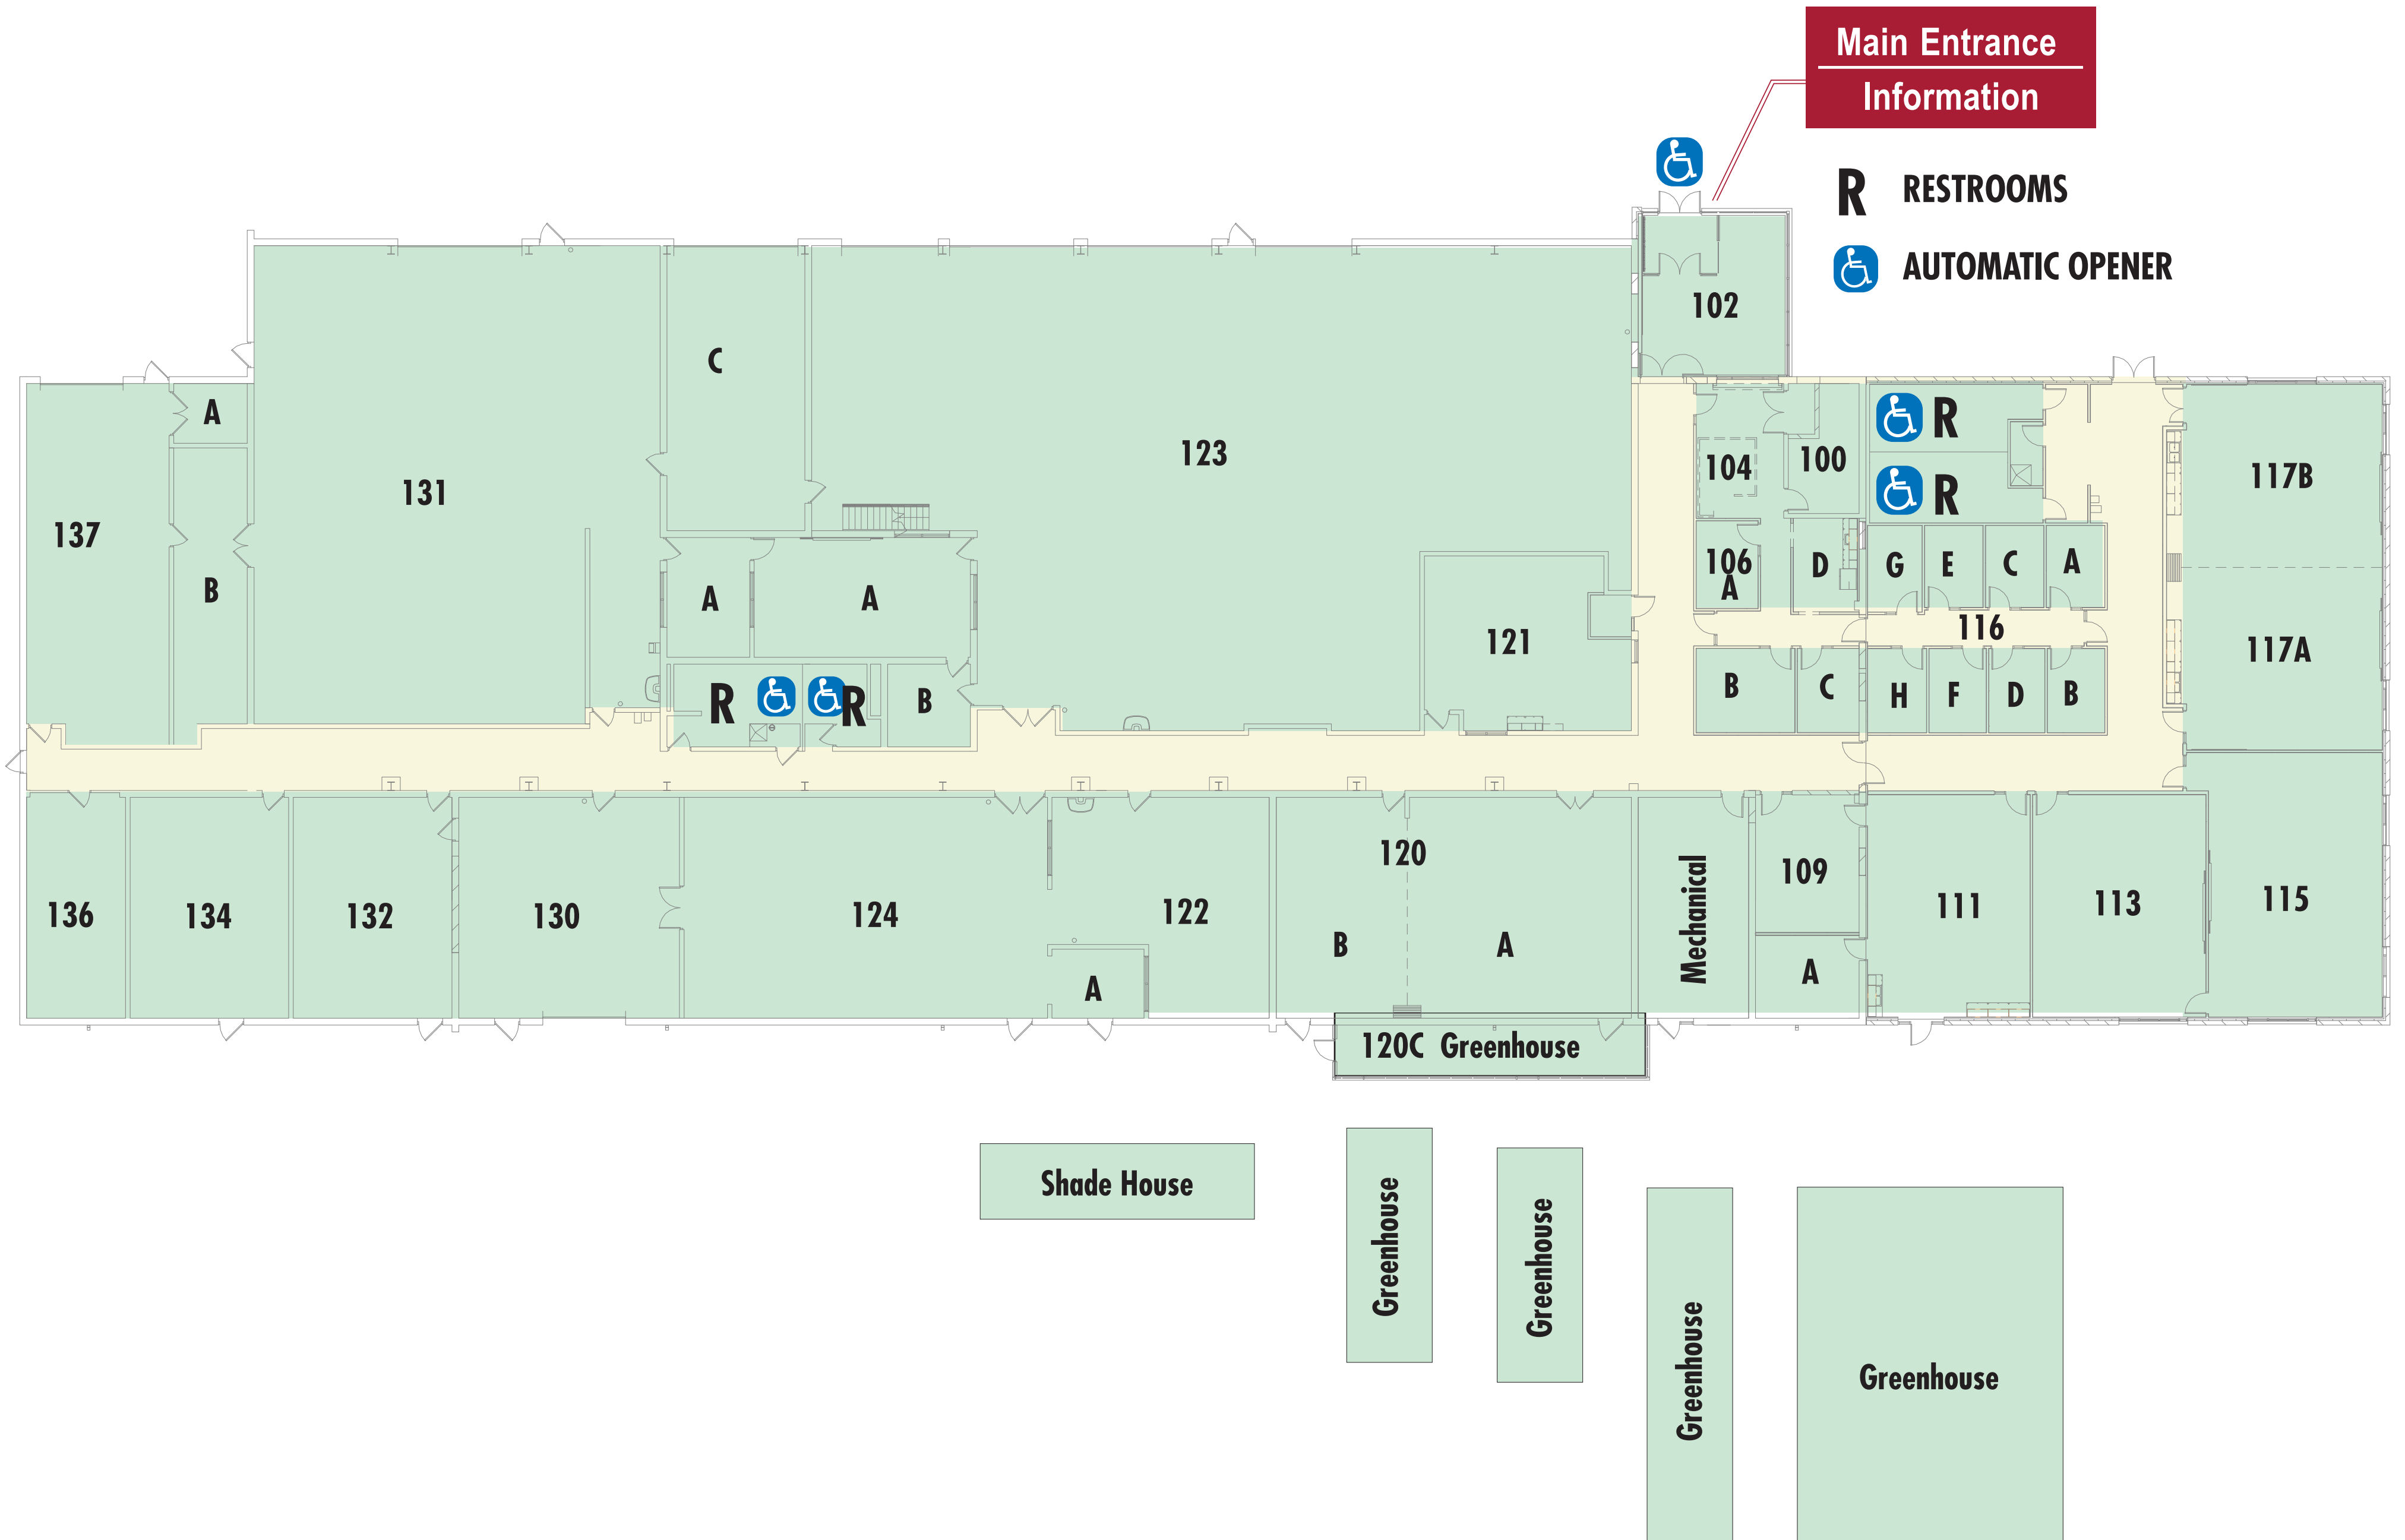 Main Entrance
Information
R RESTROOMS
AUTOMATIC OPENER
102
C
A
R
123
104
100
117B
131
R
137
106
A
D
G
E
C
A
B
A
A
116
121
117A
R
R
B
B
C
H
F
D
B
120
109
136
134
132
130
124
122
Mechanical
111
113
115
B
A
A
A
120C Greenhouse
Shade House
Greenhouse
Greenhouse
Greenhouse
Greenhouse